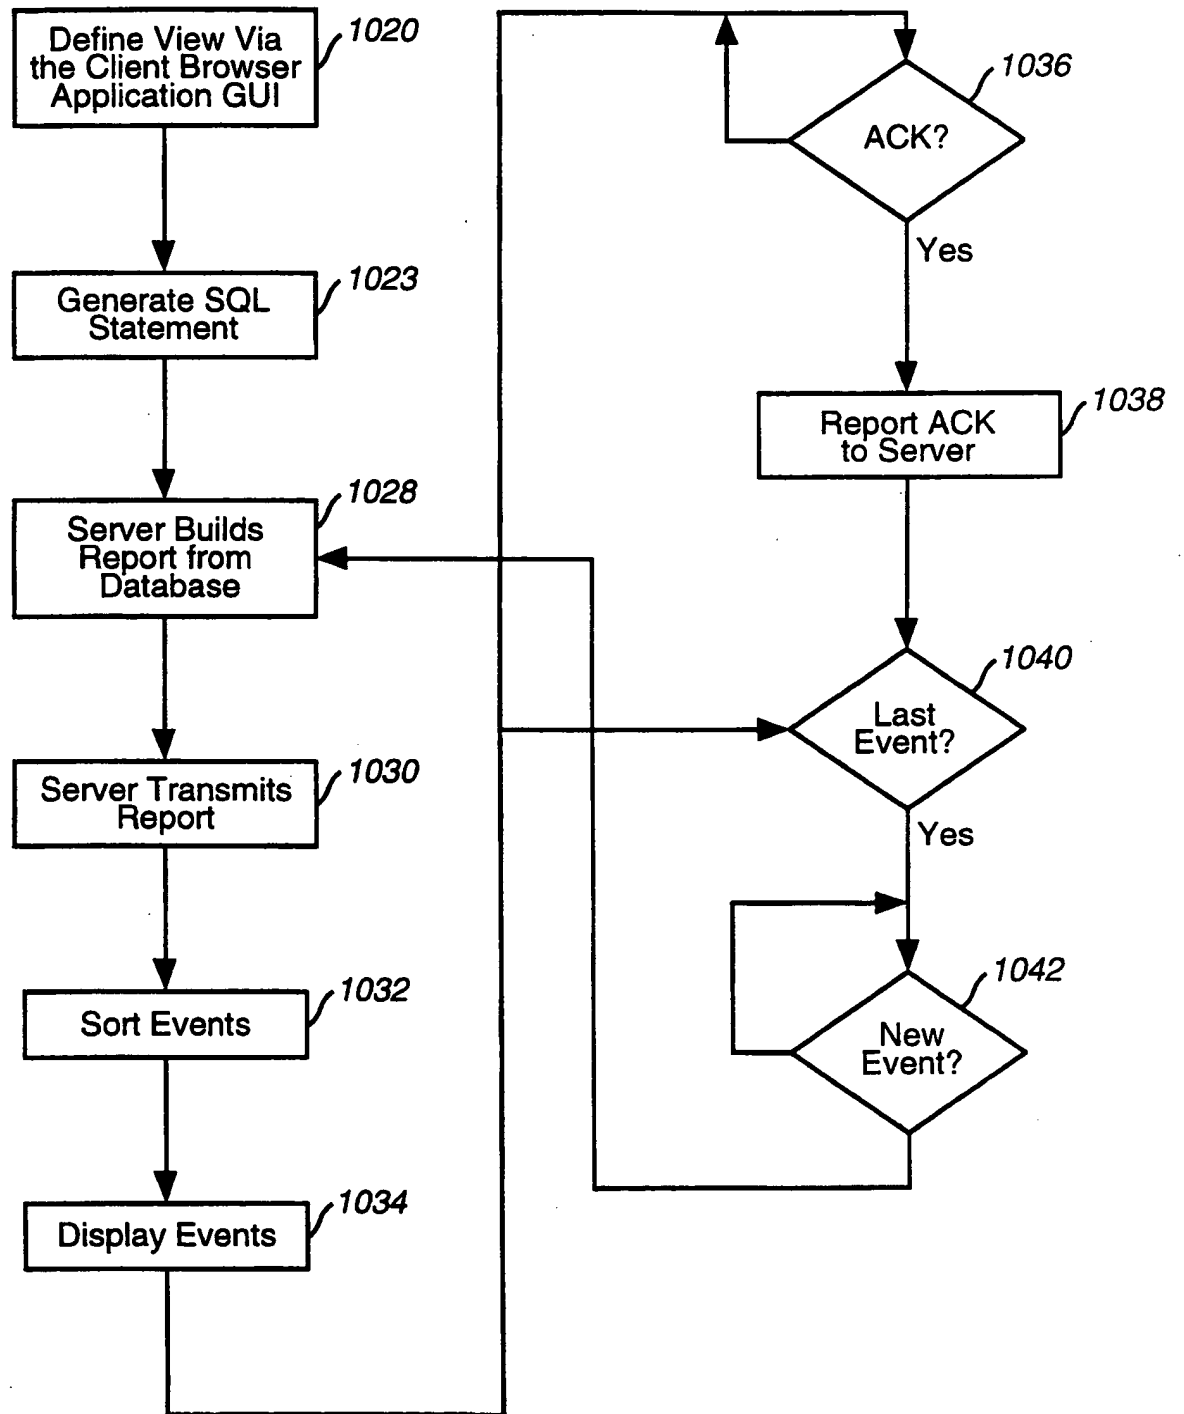 Define View Via
the Client Browser
Application GUI
1020
Generate SQL
Statement
1023
Server Builds
Report from
Database
1028
Server Transmits
Report
1030
Sort Events
1032
Display Events
1034
ACK?
1036
Yes
Report ACK
to Server
1038
Last
Event?
1040
Yes
New
Event?
1042